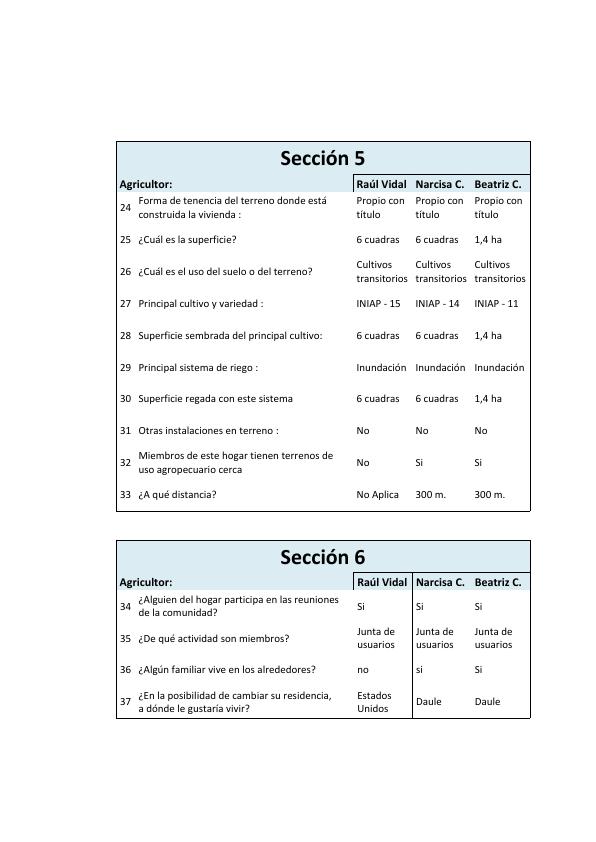 Sección 5
Agricultor: Raúl Vidal Narcisa C. Beatriz C.
24 Forma de tenencia del terreno donde está construida la vivienda : Propio con título Propio con título Propio con título
25 ¿Cuál es la superficie? 6 cuadras 6 cuadras 1,4 ha
26 ¿Cuál es el uso del suelo o del terreno? Cultivos transitorios Cultivos transitorios Cultivos transitorios
27 Principal cultivo y variedad : INIAP - 15 INIAP - 14 INIAP - 11
28 Superficie sembrada del principal cultivo: 6 cuadras 6 cuadras 1,4 ha
29 Principal sistema de riego : Inundación Inundación Inundación
30 Superficie regada con este sistema 6 cuadras 6 cuadras 1,4 ha
31 Otras instalaciones en terreno : No No No
32 Miembros de este hogar tienen terrenos de uso agropecuario cerca No Si Si
33 ¿A qué distancia? No Aplica 300 m. 300 m.
Sección 6
Agricultor: Raúl Vidal Narcisa C. Beatriz C.
34 ¿Alguien del hogar participa en las reuniones de la comunidad? Si Si Si
35 ¿De qué actividad son miembros? Junta de usuarios Junta de usuarios Junta de usuarios
36 ¿Algún familiar vive en los alrededores? no si Si
37 ¿En la posibilidad de cambiar su residencia, a dónde le gustaría vivir? Estados Unidos Daule Daule